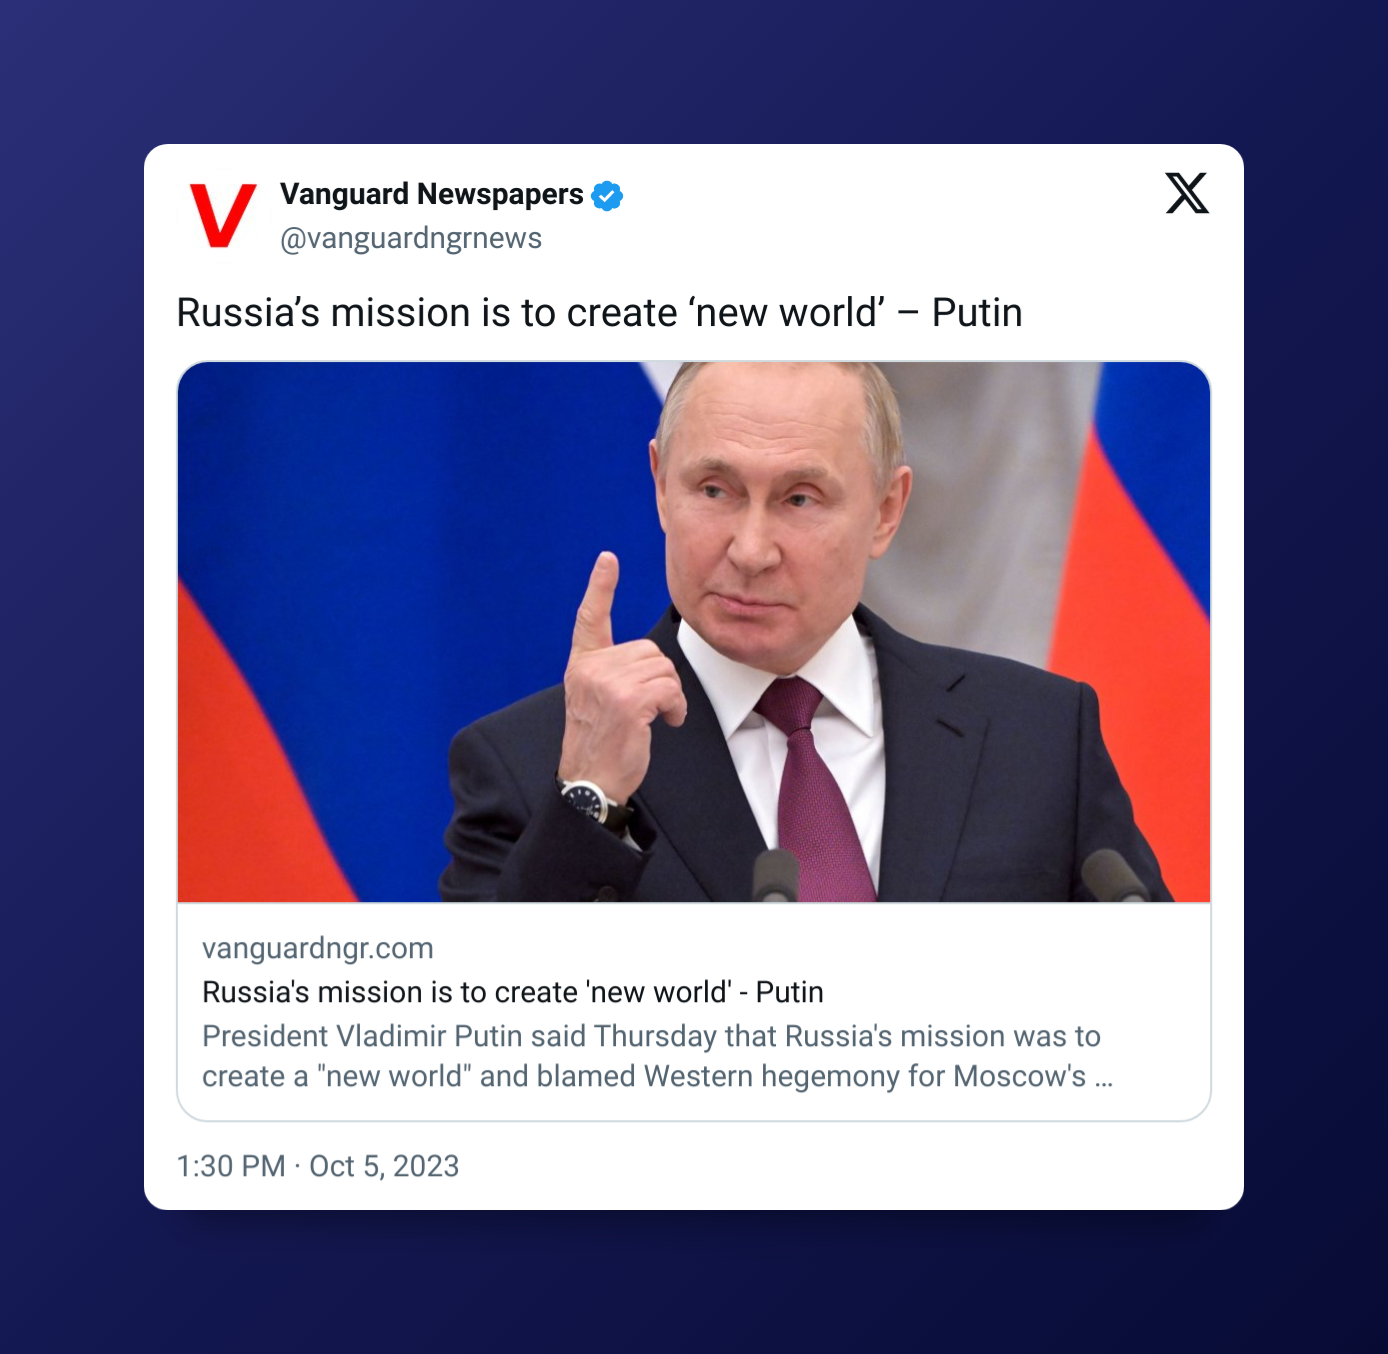 V
Vanguard Newspapers
X
@vanguardngrnews
Russia’s mission is to create ‘new world’ – Putin
vanguardngr.com
Russia's mission is to create 'new world' - Putin
President Vladimir Putin said Thursday that Russia's mission was to
create a "new world" and blamed Western hegemony for Moscow's ...
1:30 PM · Oct 5, 2023